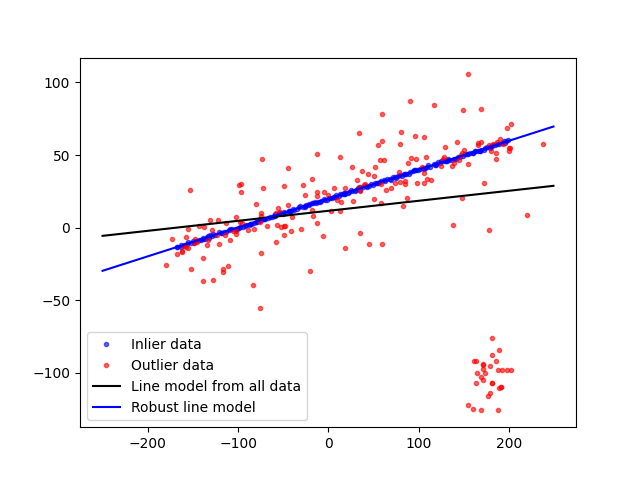 100
50
0
−50
−100
Inlier data
Outlier data
Line model from all data
Robust line model
−200 −100 0 100 200